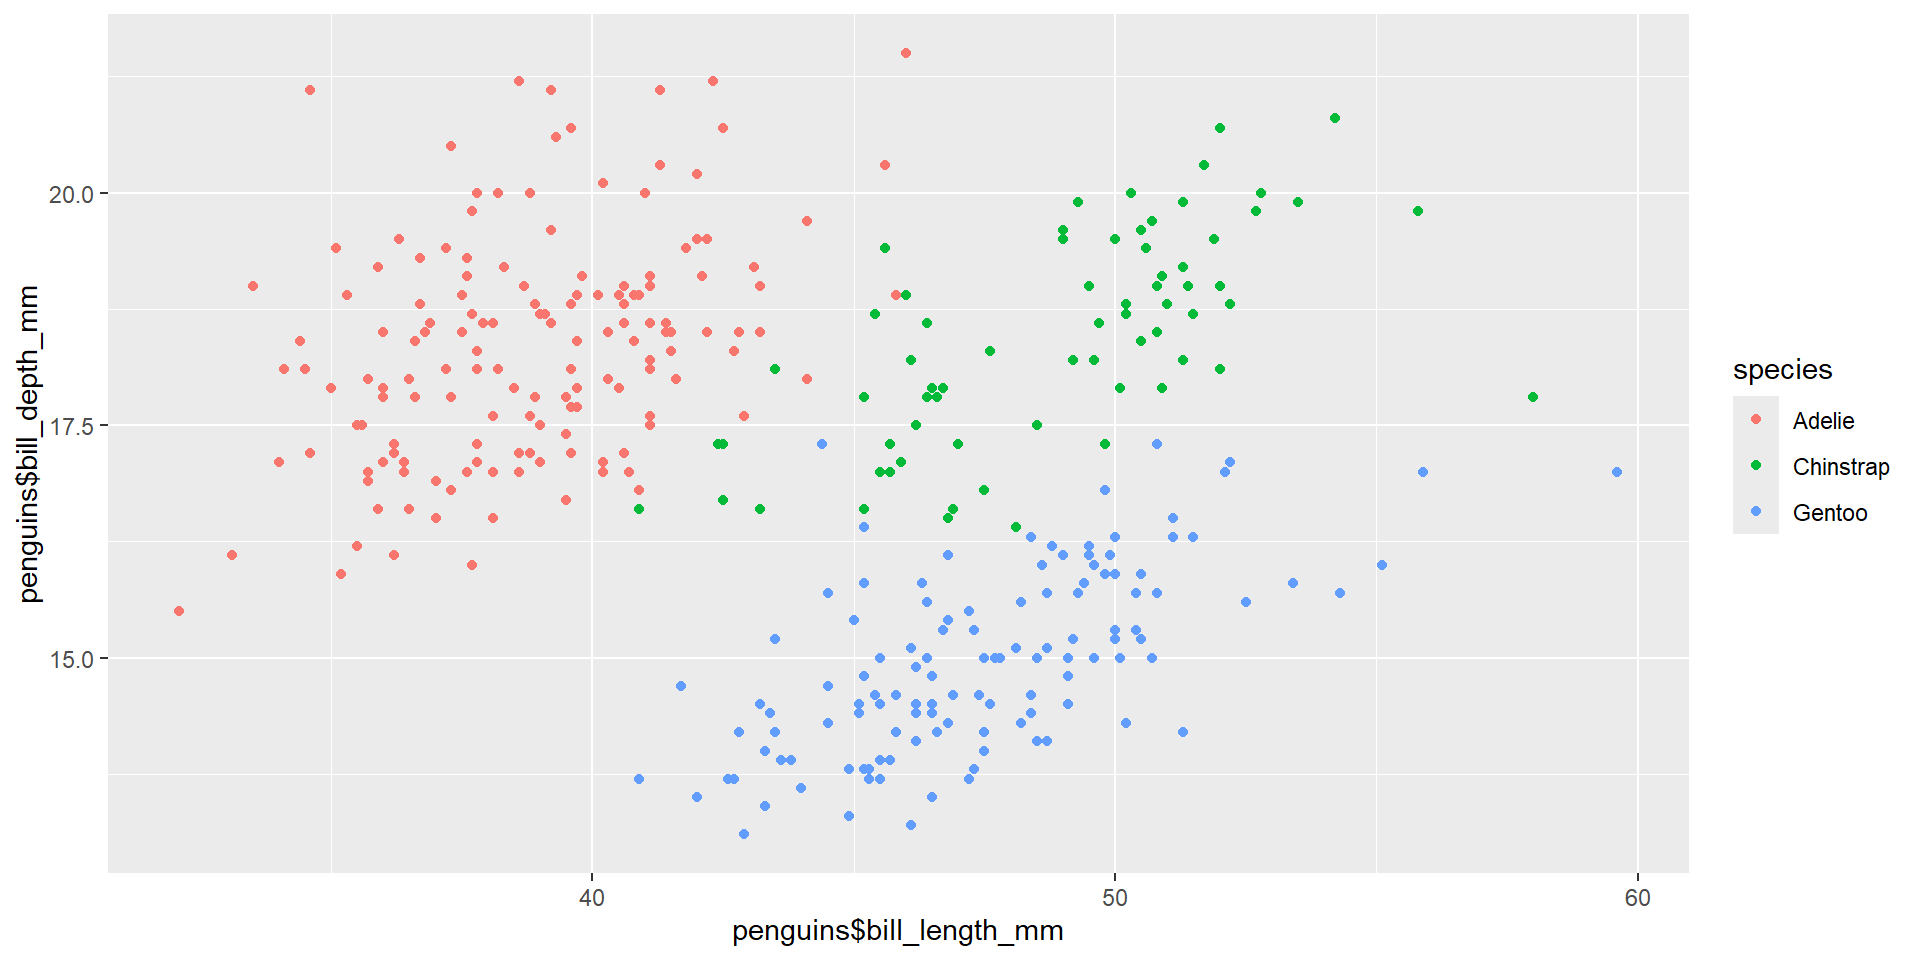 penguins$bill_depth_mm
20.0
17.5
15.0
40
50
60
penguins$bill_length_mm
species
Adelie
Chinstrap
Gentoo